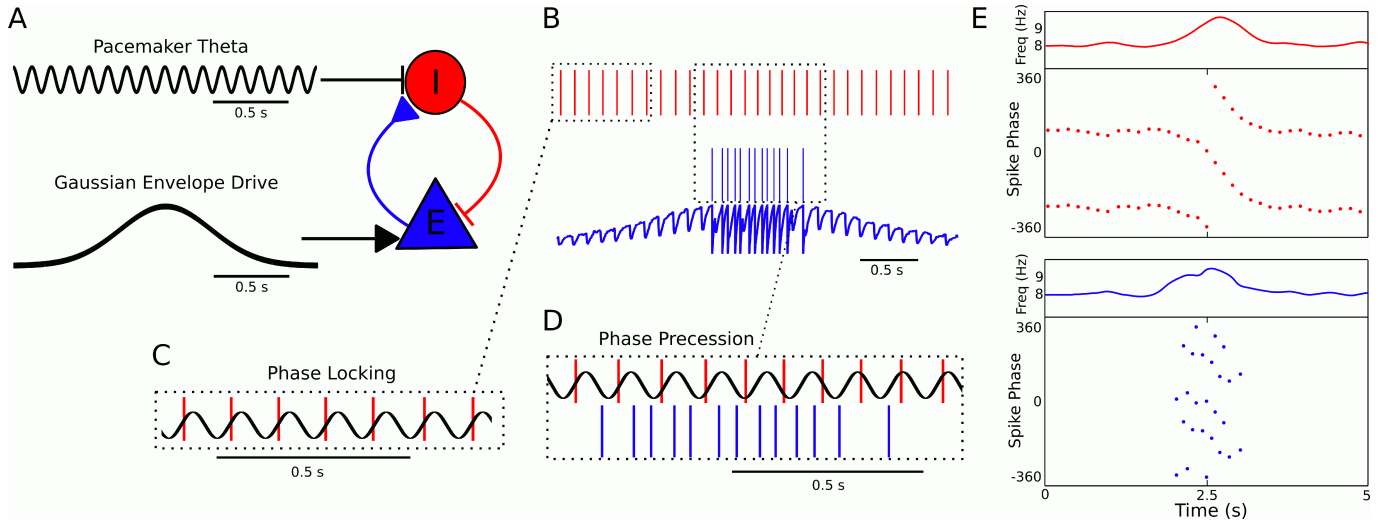 A
Pacemaker Theta
0.5 s
I
Gaussian Envelope Drive
0.5 s
E
B
0.5 s
C
Phase Locking
0.5 s
D
Phase Precession
0.5 s
E
Freq (Hz)
9
8
Spike Phase
360
0
-360
Freq (Hz)
9
8
Spike Phase
360
0
-360
0
2.5
5
Time (s)